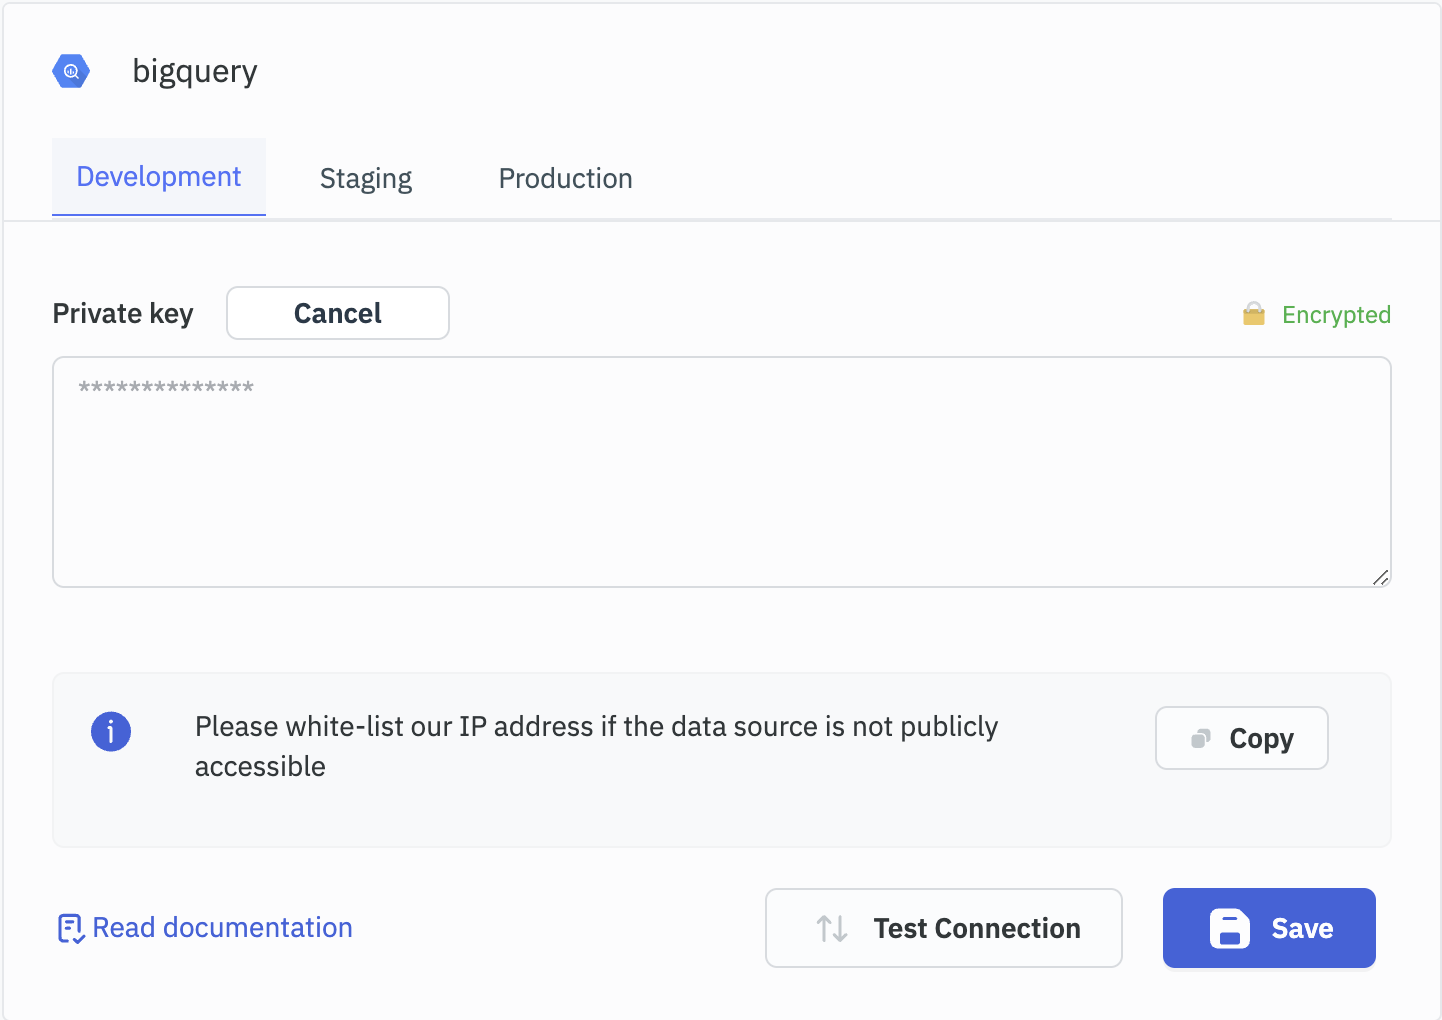 bigquery
Development Staging Production
Private key Cancel Encrypted
**************
Please white-list our IP address if the data source is not publicly
accessible
Copy
Read documentation Test Connection Save